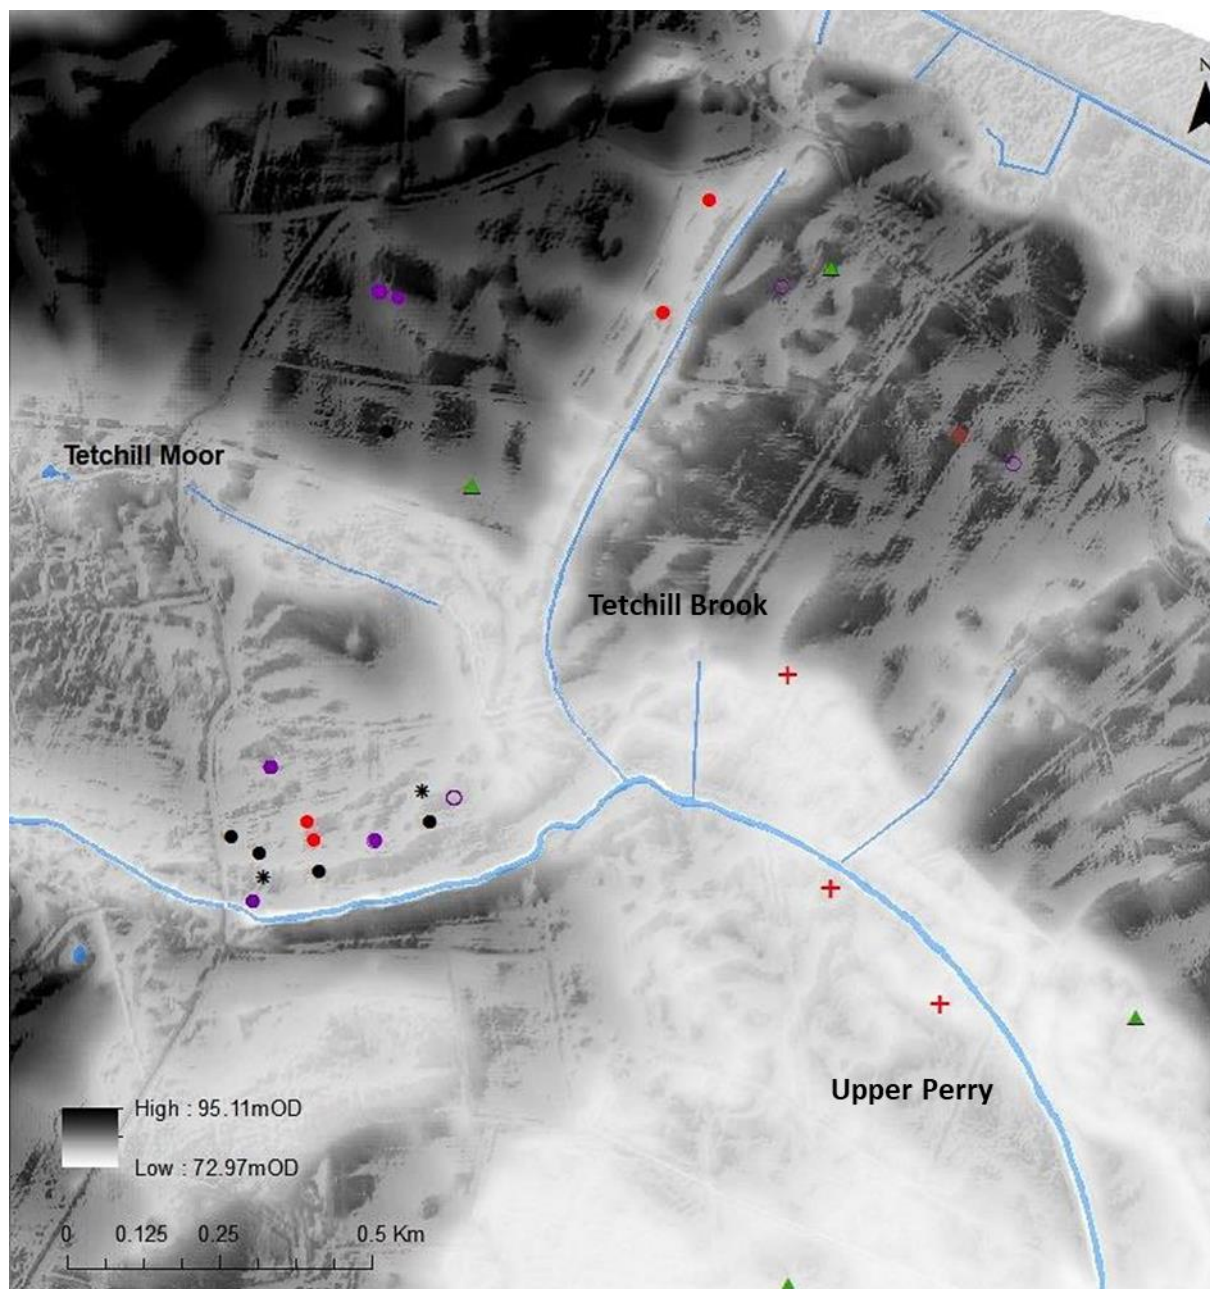 N
Tetchill Moor
Tetchill Brook
Upper Perry
High : 95.11mOD
Low : 72.97mOD
0 0.125 0.25 0.5 Km